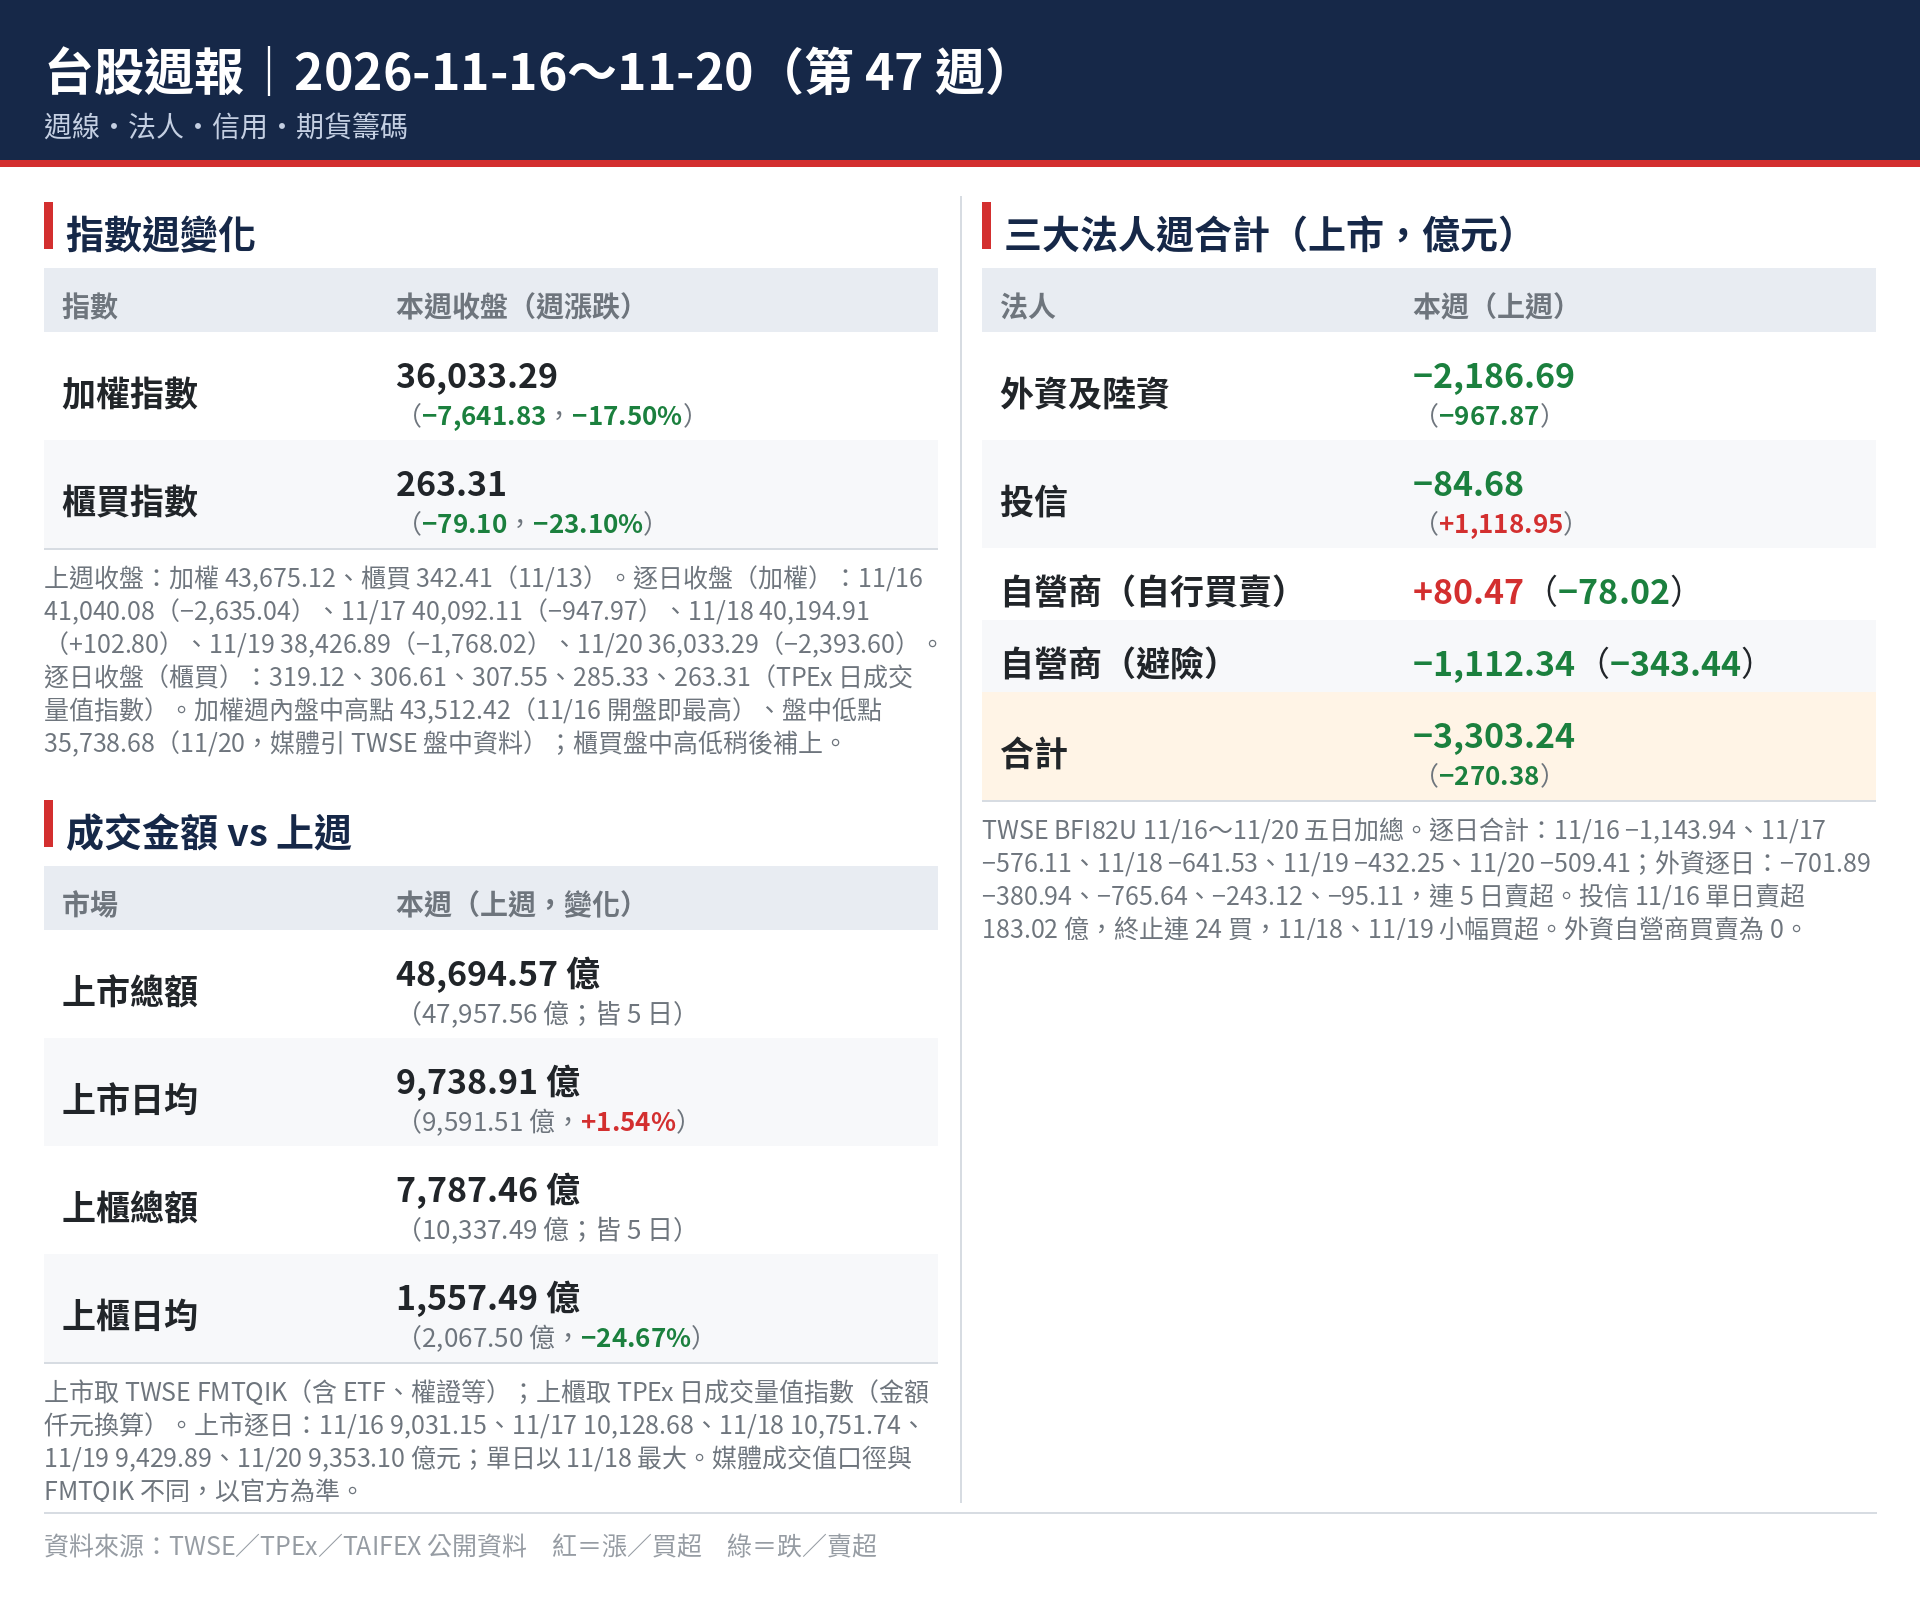 台股週報｜2026-11-16～11-20（第 47 週）
週線・法人・信用・期貨籌碼
指數週變化
指數 本週收盤（週漲跌）
加權指數 36,033.29
（−7,641.83，−17.50%）
櫃買指數 263.31
（−79.10，−23.10%）
上週收盤：加權 43,675.12、櫃買 342.41（11/13）。逐日收盤（加權）：11/16
41,040.08（−2,635.04）、11/17 40,092.11（−947.97）、11/18 40,194.91
（+102.80）、11/19 38,426.89（−1,768.02）、11/20 36,033.29（−2,393.60）。
逐日收盤（櫃買）：319.12、306.61、307.55、285.33、263.31（TPEx 日成交
量值指數）。加權週內盤中高點 43,512.42（11/16 開盤即最高）、盤中低點
35,738.68（11/20，媒體引 TWSE 盤中資料）；櫃買盤中高低稍後補上。
成交金額 vs 上週
市場 本週（上週，變化）
上市總額 48,694.57 億
（47,957.56 億；皆 5 日）
上市日均 9,738.91 億
（9,591.51 億，+1.54%）
上櫃總額 7,787.46 億
（10,337.49 億；皆 5 日）
上櫃日均 1,557.49 億
（2,067.50 億，−24.67%）
上市取 TWSE FMTQIK（含 ETF、權證等）；上櫃取 TPEx 日成交量值指數（金額
仟元換算）。上市逐日：11/16 9,031.15、11/17 10,128.68、11/18 10,751.74、
11/19 9,429.89、11/20 9,353.10 億元；單日以 11/18 最大。媒體成交值口徑與
FMTQIK 不同，以官方為準。
三大法人週合計（上市，億元）
法人 本週（上週）
外資及陸資 −2,186.69
（−967.87）
投信 −84.68
（+1,118.95）
自營商（自行買賣） +80.47（−78.02）
自營商（避險） −1,112.34（−343.44）
合計 −3,303.24
（−270.38）
TWSE BFI82U 11/16～11/20 五日加總。逐日合計：11/16 −1,143.94、11/17
−576.11、11/18 −641.53、11/19 −432.25、11/20 −509.41；外資逐日：−701.89
−380.94、−765.64、−243.12、−95.11，連 5 日賣超。投信 11/16 單日賣超
183.02 億，終止連 24 買，11/18、11/19 小幅買超。外資自營商買賣為 0。
資料來源：TWSE／TPEx／TAIFEX 公開資料　紅＝漲／買超　綠＝跌／賣超